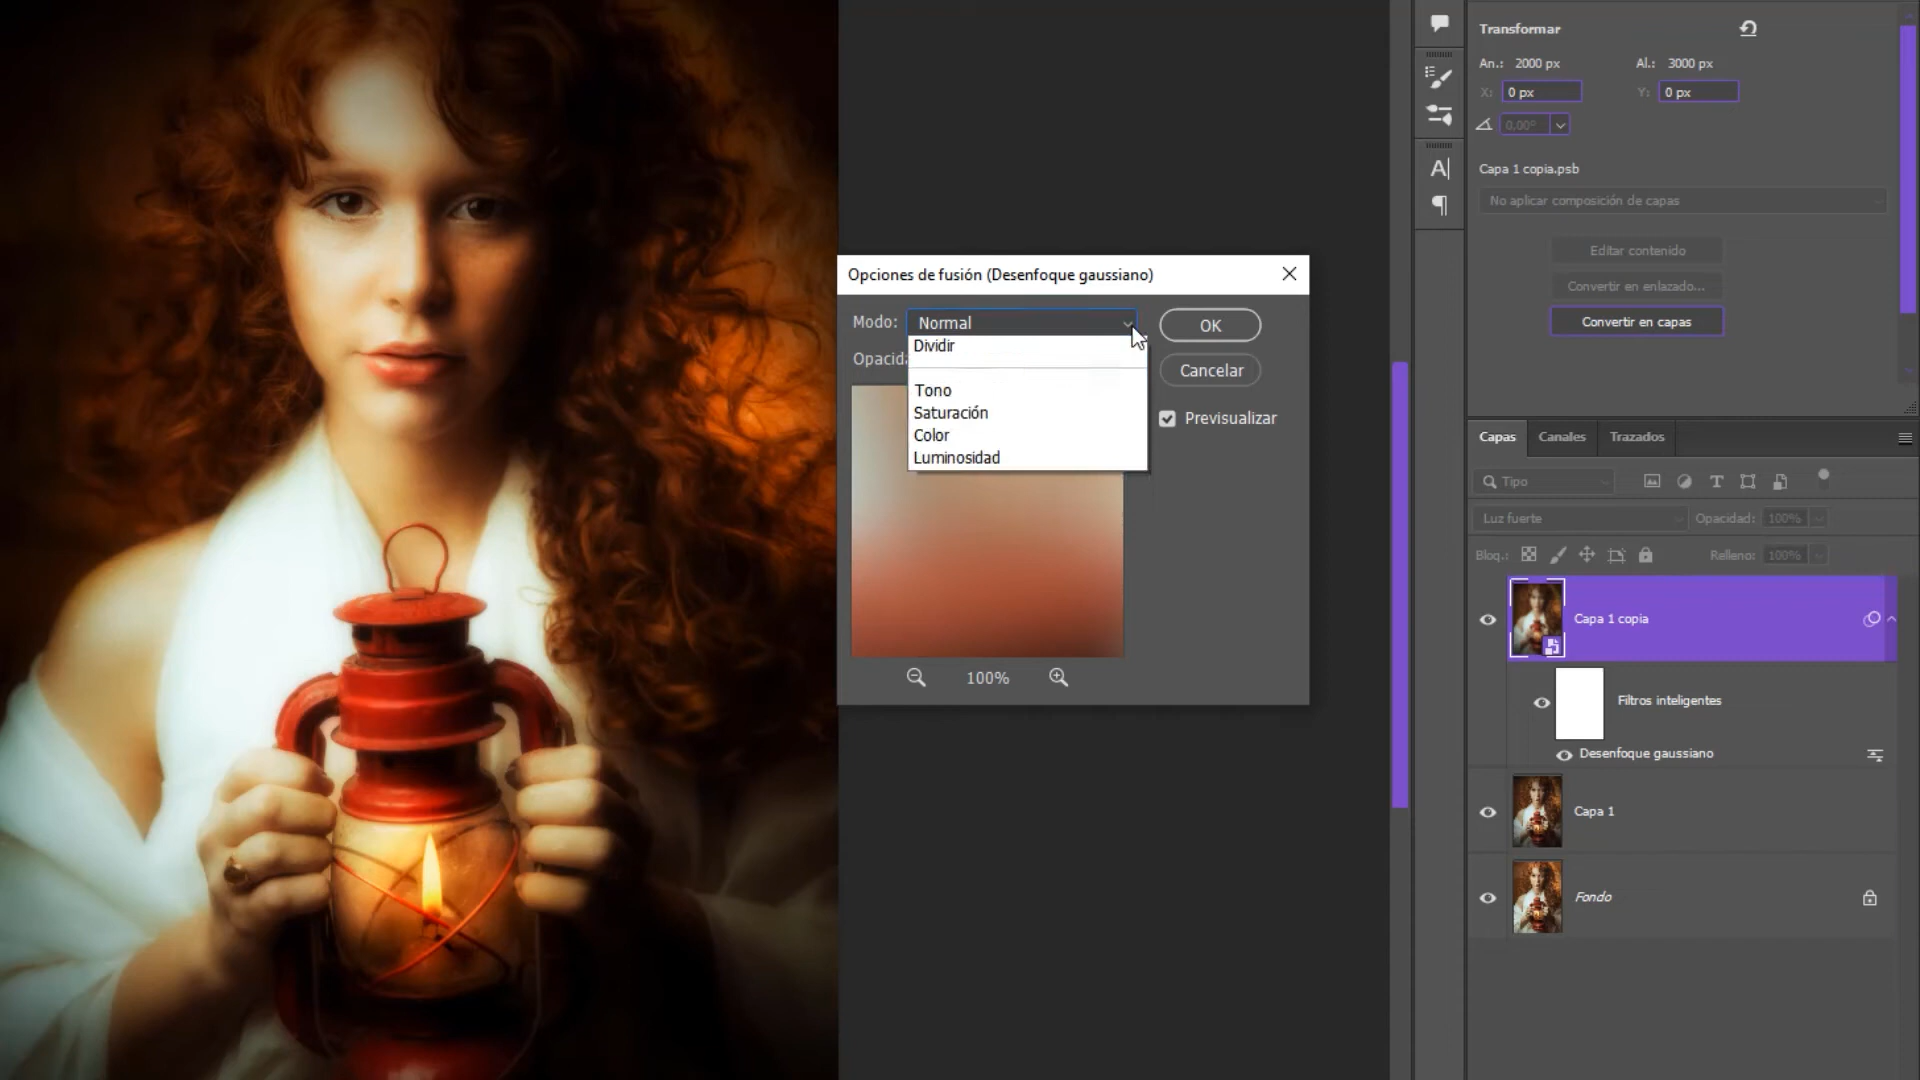 Transformar
An.: 2000 px Al.: 3000 px
X: 0 px Y: 0 px
0,00°
Capa 1 copia.psb
No aplicar composición de capas
Editar contenido
Convertir en enlazado...
Convertir en capas
Opciones de fusión (Desenfoque gaussiano)
Modo: Normal
OK
Dividir
Opacida
Cancelar
Tono
Saturación
Previsualizar
Color
Luminosidad
100%
Capas Canales Trazados
Tipo
Luz fuerte Opacidad: 100%
Bloq.: Relleno: 100%
Capa 1 copia
Filtros inteligentes
Desenfoque gaussiano
Capa 1
Fondo